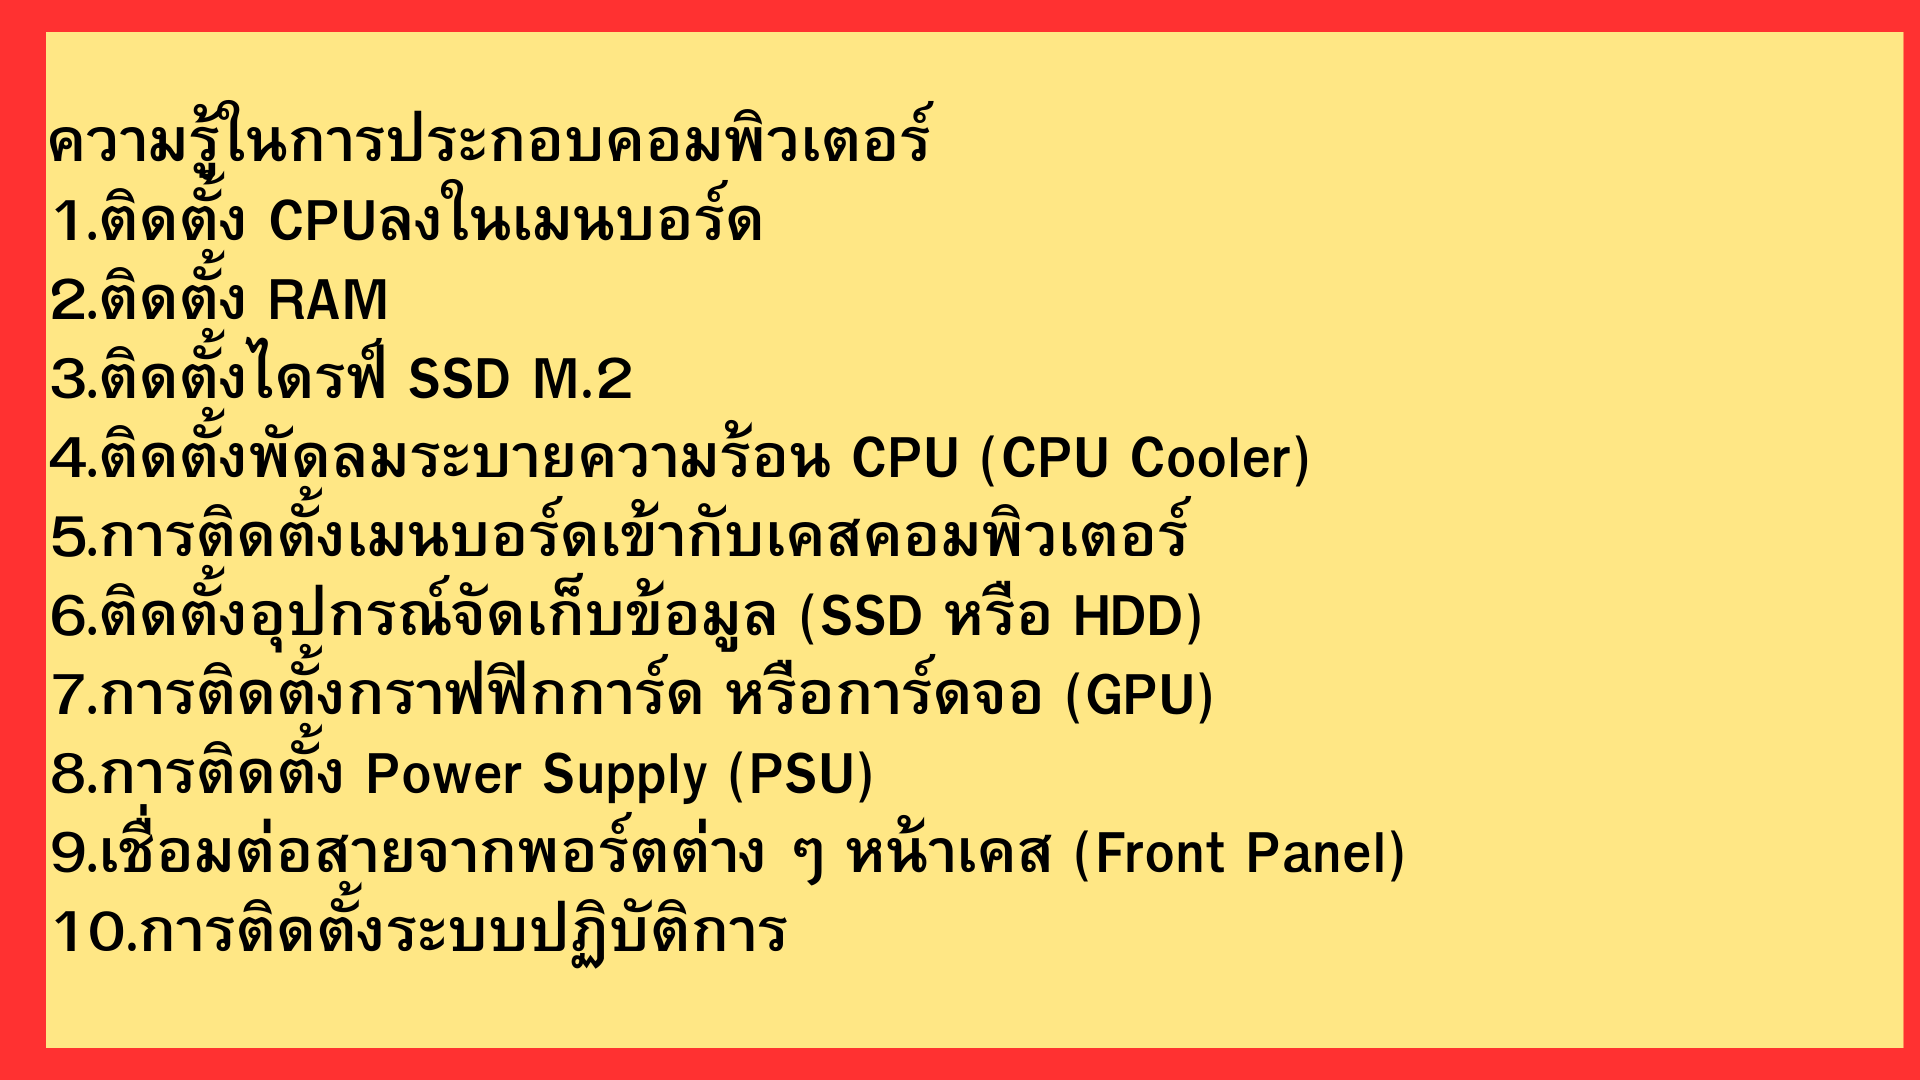 ความรู้ในการประกอบคอมพิวเตอร์
1.ติดตั้ง CPUลงในเมนบอร์ด
2.ติดตั้ง RAM
3.ติดตั้งไดรฟ์ SSD M.2
4.ติดตั้งพัดลมระบายความร้อน CPU (CPU Cooler)
5.การติดตั้งเมนบอร์ดเข้ากับเคสคอมพิวเตอร์
6.ติดตั้งอุปกรณ์จัดเก็บข้อมูล (SSD หรือ HDD)
7.การติดตั้งกราฟฟิกการ์ด หรือการ์ดจอ (GPU)
8.การติดตั้ง Power Supply (PSU)
9.เชื่อมต่อสายจากพอร์ตต่าง ๆ หน้าเคส (Front Panel)
10.การติดตั้งระบบปฏิบัติการ